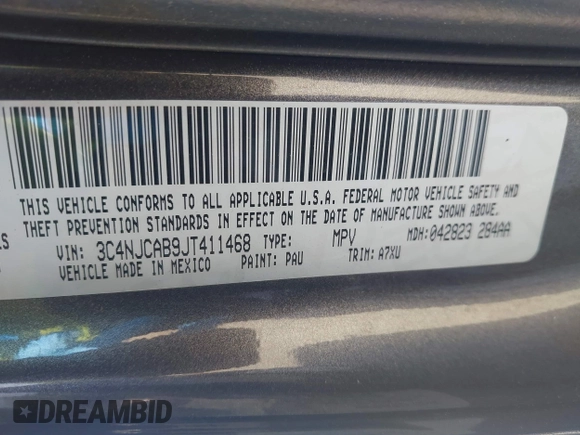 THIS VEHICLE CONFORMS TO ALL APPLICABLE U.S.A. FEDERAL MOTOR VEHICLE SAFETY AND
THEFT PREVENTION STANDARDS IN EFFECT ON THE DATE OF MANUFACTURE SHOWN ABOVE.
VIN: 3C4NJCAB9JT411468 TYPE: MPV MDH: 042823 284AA
VEHICLE MADE IN MEXICO PAINT: PAU TRIM: A7XU
DREAMBID